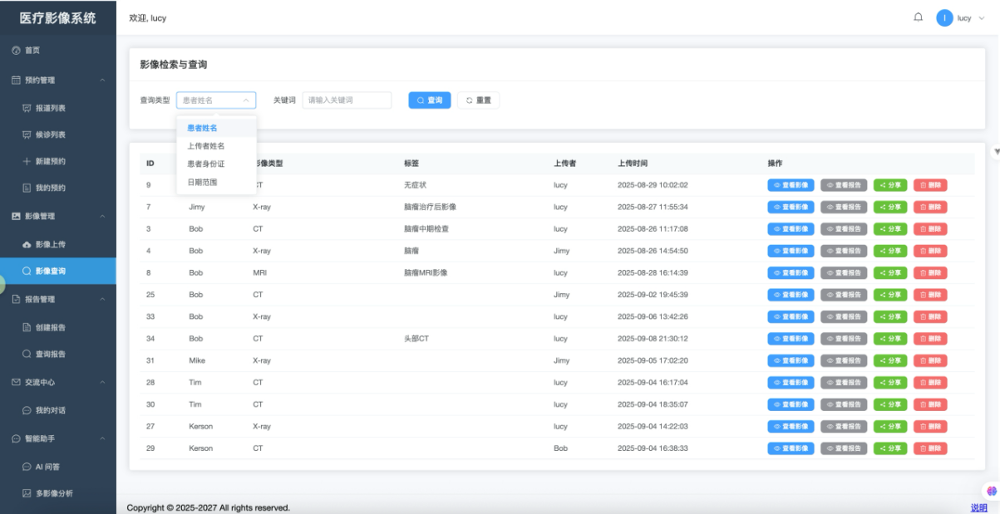 医疗影像系统
欢迎, lucy
l lucy
首页
预约管理
报道列表
候诊列表
新建预约
我的预约
影像管理
影像上传
影像查询
报告管理
创建报告
查询报告
交流中心
我的对话
智能助手
AI 问答
多影像分析
影像检索与查询
查询类型 患者姓名 关键词 请输入关键词 查询 重置
患者姓名
上传者姓名
患者身份证
日期范围
ID 影像类型 标签 上传者 上传时间 操作
9 CT 无症状 lucy 2025-08-29 10:02:02 查看影像 查看报告 分享 删除
7 Jimy X-ray 脑瘤治疗后影像 lucy 2025-08-27 11:55:34 查看影像 查看报告 分享 删除
3 Bob CT 脑瘤中期检查 lucy 2025-08-26 11:17:08 查看影像 查看报告 分享 删除
4 Bob X-ray 脑瘤 Jimy 2025-08-26 14:54:50 查看影像 查看报告 分享 删除
8 Bob MRI 脑瘤MRI影像 lucy 2025-08-28 16:14:39 查看影像 查看报告 分享 删除
25 Bob CT Jimy 2025-09-02 19:45:39 查看影像 查看报告 分享 删除
33 Bob X-ray lucy 2025-09-06 13:42:26 查看影像 查看报告 分享 删除
34 Bob CT 头部CT lucy 2025-09-08 21:30:12 查看影像 查看报告 分享 删除
31 Mike X-ray Jimy 2025-09-05 17:02:20 查看影像 查看报告 分享 删除
28 Tim CT lucy 2025-09-04 16:17:04 查看影像 查看报告 分享 删除
30 Tim CT lucy 2025-09-04 18:35:07 查看影像 查看报告 分享 删除
27 Kerson X-ray lucy 2025-09-04 14:22:03 查看影像 查看报告 分享 删除
29 Kerson CT Bob 2025-09-04 16:38:33 查看影像 查看报告 分享 删除
Copyright © 2025-2027 All rights reserved.
说明